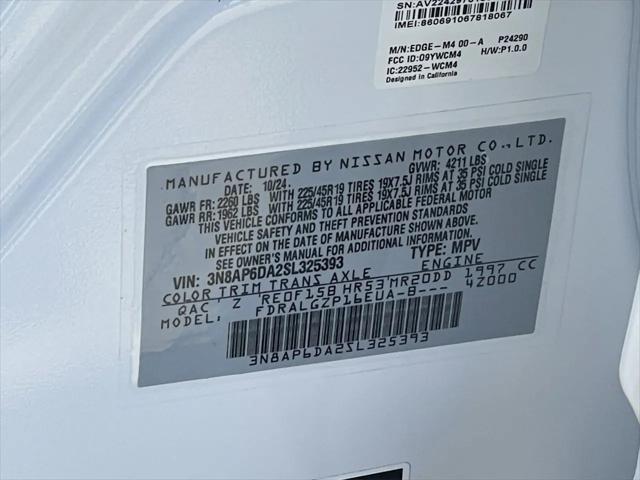 IMEI: 860691067818067
M/N:EDGE-M4 00-A P24290
FCC ID:O9YWCM4 H/W:P1.0.0
IC:22952-WCM4
Designed in California
MANUFACTURED BY NISSAN MOTOR CO., LTD.
DATE: 10/24. GVWR: 4211 LBS
GAWR FR: 2260 LBS WITH 225/45R19 TIRES 19X7.5J RIMS AT 35 PSI COLD SINGLE
GAWR RR: 1962 LBS WITH 225/45R19 TIRES 19X7.5J RIMS AT 35 PSI COLD SINGLE
THIS VEHICLE CONFORMS TO ALL APPLICABLE FEDERAL MOTOR
VEHICLE SAFETY AND THEFT PREVENTION STANDARDS
IN EFFECT ON THE DATE OF MANUFACTURE SHOWN ABOVE.
SEE OWNER'S MANUAL FOR ADDITIONAL INFORMATION.
VIN: 3N8AP6DA2SL325393 TYPE: MPV
COLOR TRIM TRANS AXLE ENGINE
QAC Z RE0F15B HR53 MR20DD 1997 CC
MODEL: FDRALGZP16EUA-B--- 4Z000
3N8AP6DA2SL325393